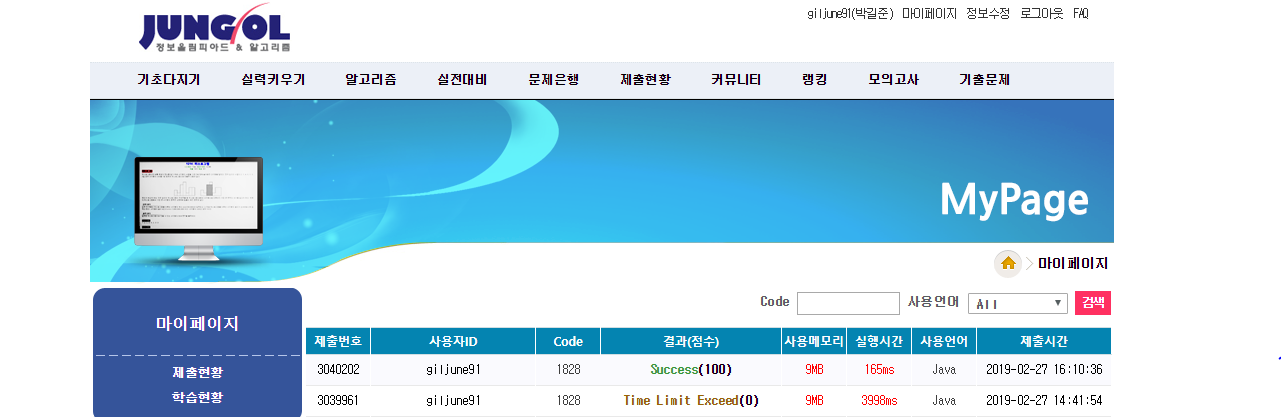 giljune91(박길준) 마이페이지 정보수정 로그아웃 FAQ
JUNGOL
정보올림피아드 & 알고리즘
기초다지기 실력키우기 알고리즘 실전대비 문제은행 제출현황 커뮤니티 랭킹 모의고사 기출문제
MyPage
마이페이지
Code 사용언어 All 검색
마이페이지
제출현황
학습현황
제출번호 사용자ID Code 결과(점수) 사용메모리 실행시간 사용언어 제출시간
3040202 giljune91 1828 Success(100) 9MB 165ms Java 2019-02-27 16:10:36
3039961 giljune91 1828 Time Limit Exceed(0) 9MB 3998ms Java 2019-02-27 14:41:54